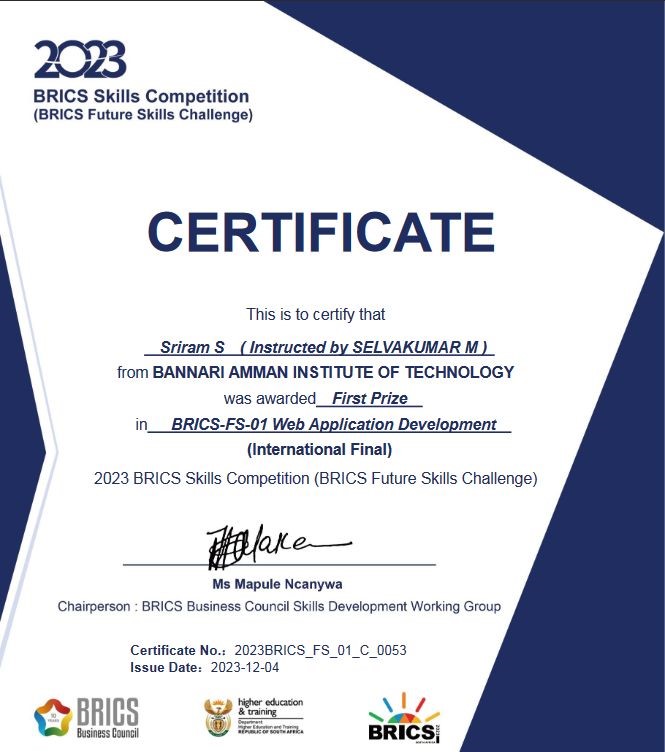 2023
BRICS Skills Competition
(BRICS Future Skills Challenge)
CERTIFICATE
This is to certify that
Sriram S ( Instructed by SELVAKUMAR M )
from BANNARI AMMAN INSTITUTE OF TECHNOLOGY
was awarded First Prize
in BRICS-FS-01 Web Application Development
(International Final)
2023 BRICS Skills Competition (BRICS Future Skills Challenge)
Ms Mapule Ncanywa
Chairperson : BRICS Business Council Skills Development Working Group
Certificate No.: 2023BRICS_FS_01_C_0053
Issue Date: 2023-12-04
10
YEARS
BRICS
Business Council
higher education
& training
Department:
Higher Education and Training
REPUBLIC OF SOUTH AFRICA
BRICS
2023